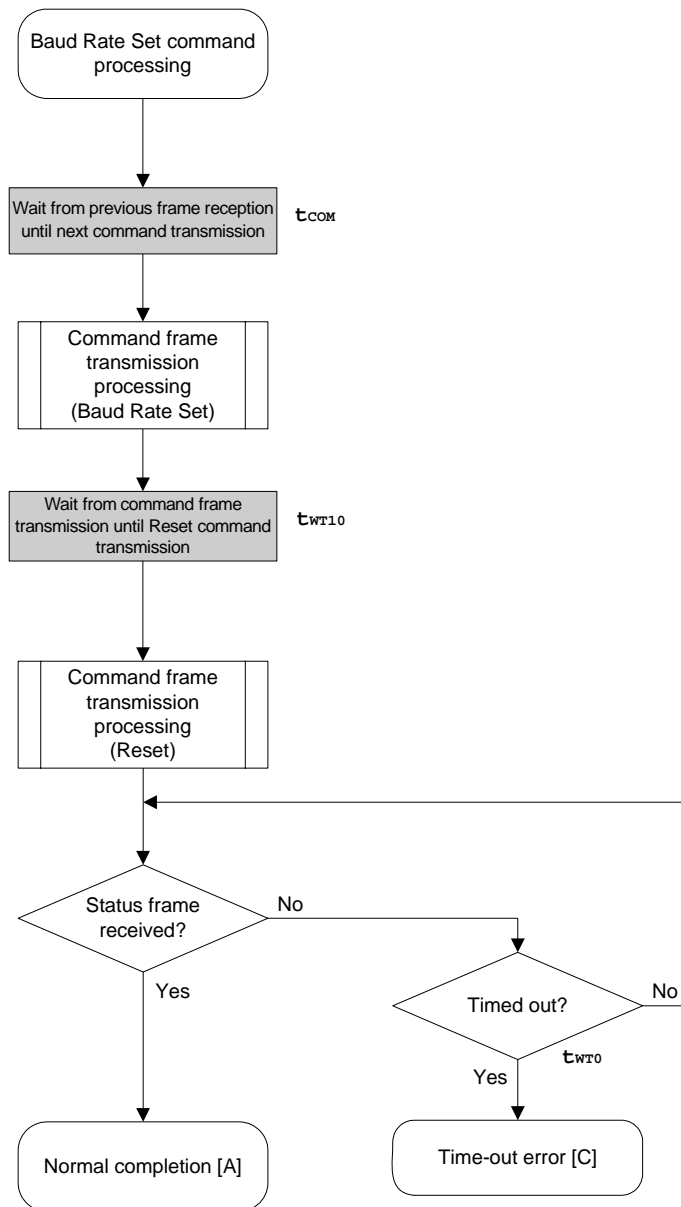 Baud Rate Set command
processing
Wait from previous frame reception
until next command transmission
tCOM
Command frame
transmission
processing
(Baud Rate Set)
Wait from command frame
transmission until Reset command
transmission
tWT10
Command frame
transmission
processing
(Reset)
Status frame
received?
No
Yes
Timed out?
No
tWT0
Yes
Normal completion [A]
Time-out error [C]